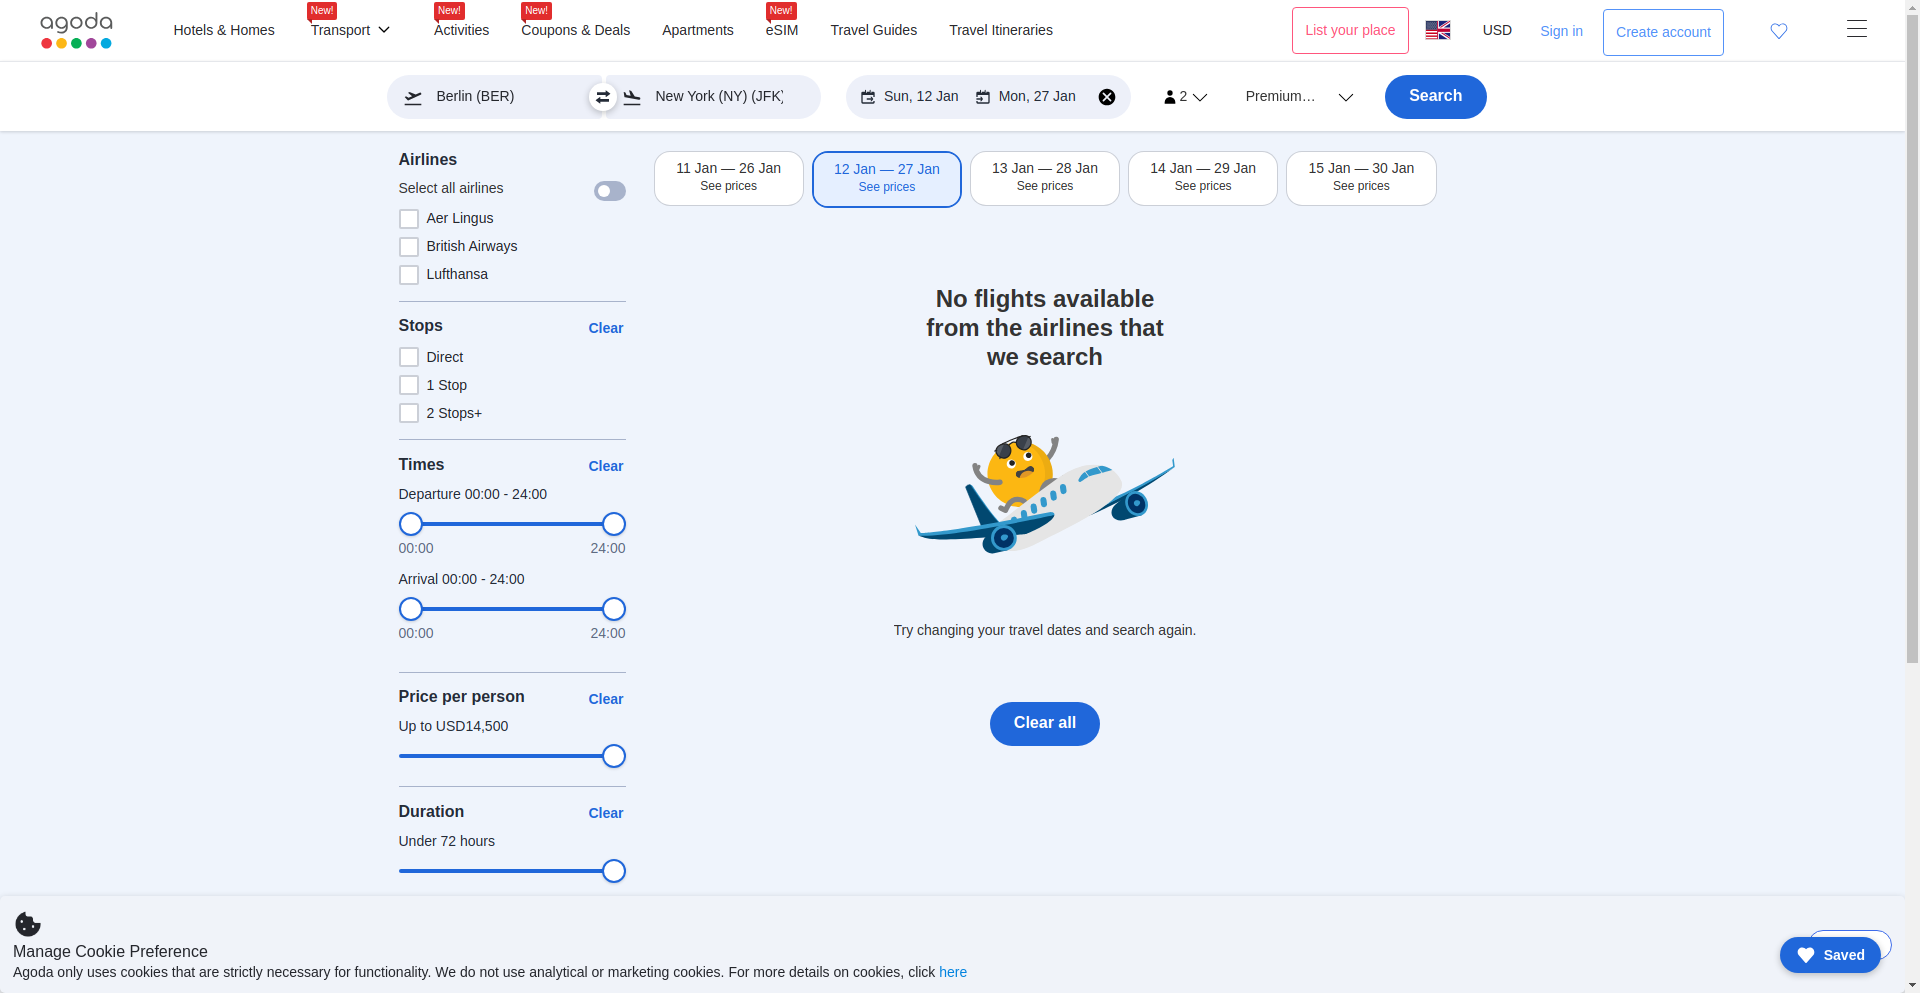 agoda
Hotels & Homes
New!
Transport
New!
Activities
New!
Coupons & Deals
Apartments
New!
eSIM
Travel Guides
Travel Itineraries
List your place
USD
Sign in
Create account
Berlin (BER)
New York (NY) (JFK)
Sun, 12 Jan
Mon, 27 Jan
2
Premium...
Search
Airlines
Select all airlines
Aer Lingus
British Airways
Lufthansa
Stops
Clear
Direct
1 Stop
2 Stops+
Times
Clear
Departure 00:00 - 24:00
00:00
24:00
Arrival 00:00 - 24:00
00:00
24:00
Price per person
Clear
Up to USD14,500
Duration
Clear
Under 72 hours
11 Jan — 26 Jan
See prices
12 Jan — 27 Jan
See prices
13 Jan — 28 Jan
See prices
14 Jan — 29 Jan
See prices
15 Jan — 30 Jan
See prices
No flights available
from the airlines that
we search
Try changing your travel dates and search again.
Clear all
Manage Cookie Preference
Agoda only uses cookies that are strictly necessary for functionality. We do not use analytical or marketing cookies. For more details on cookies, click here
Saved